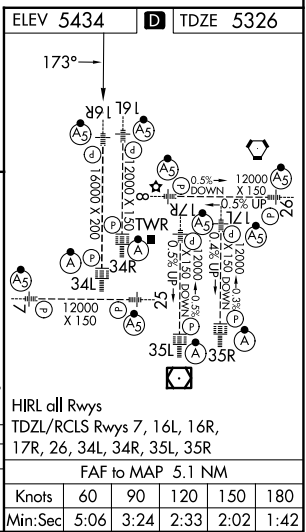 ELEV 5434 D TDZE 5326
173°
16R 16L
A5 A5
P P
16000 X 200
12000 X 150
TWR
A5
P
0.5% DOWN
12000 X 150
0.5% UP
8
26
A5
17R
A5
17L
P
A P
P A
34R
34L
A5
7
P
12000 X 150
P
A5
25
0.5% UP
12000 X 150
0.5% DOWN
0.4% UP
12000 X 150
0.3% DOWN
P P
35L 35R
A5 A
HIRL all Rwys
TDZL/RCLS Rwys 7, 16L, 16R,
17R, 26, 34L, 34R, 35L, 35R
FAF to MAP 5.1 NM
Knots 60 90 120 150 180
Min:Sec 5:06 3:24 2:33 2:02 1:42